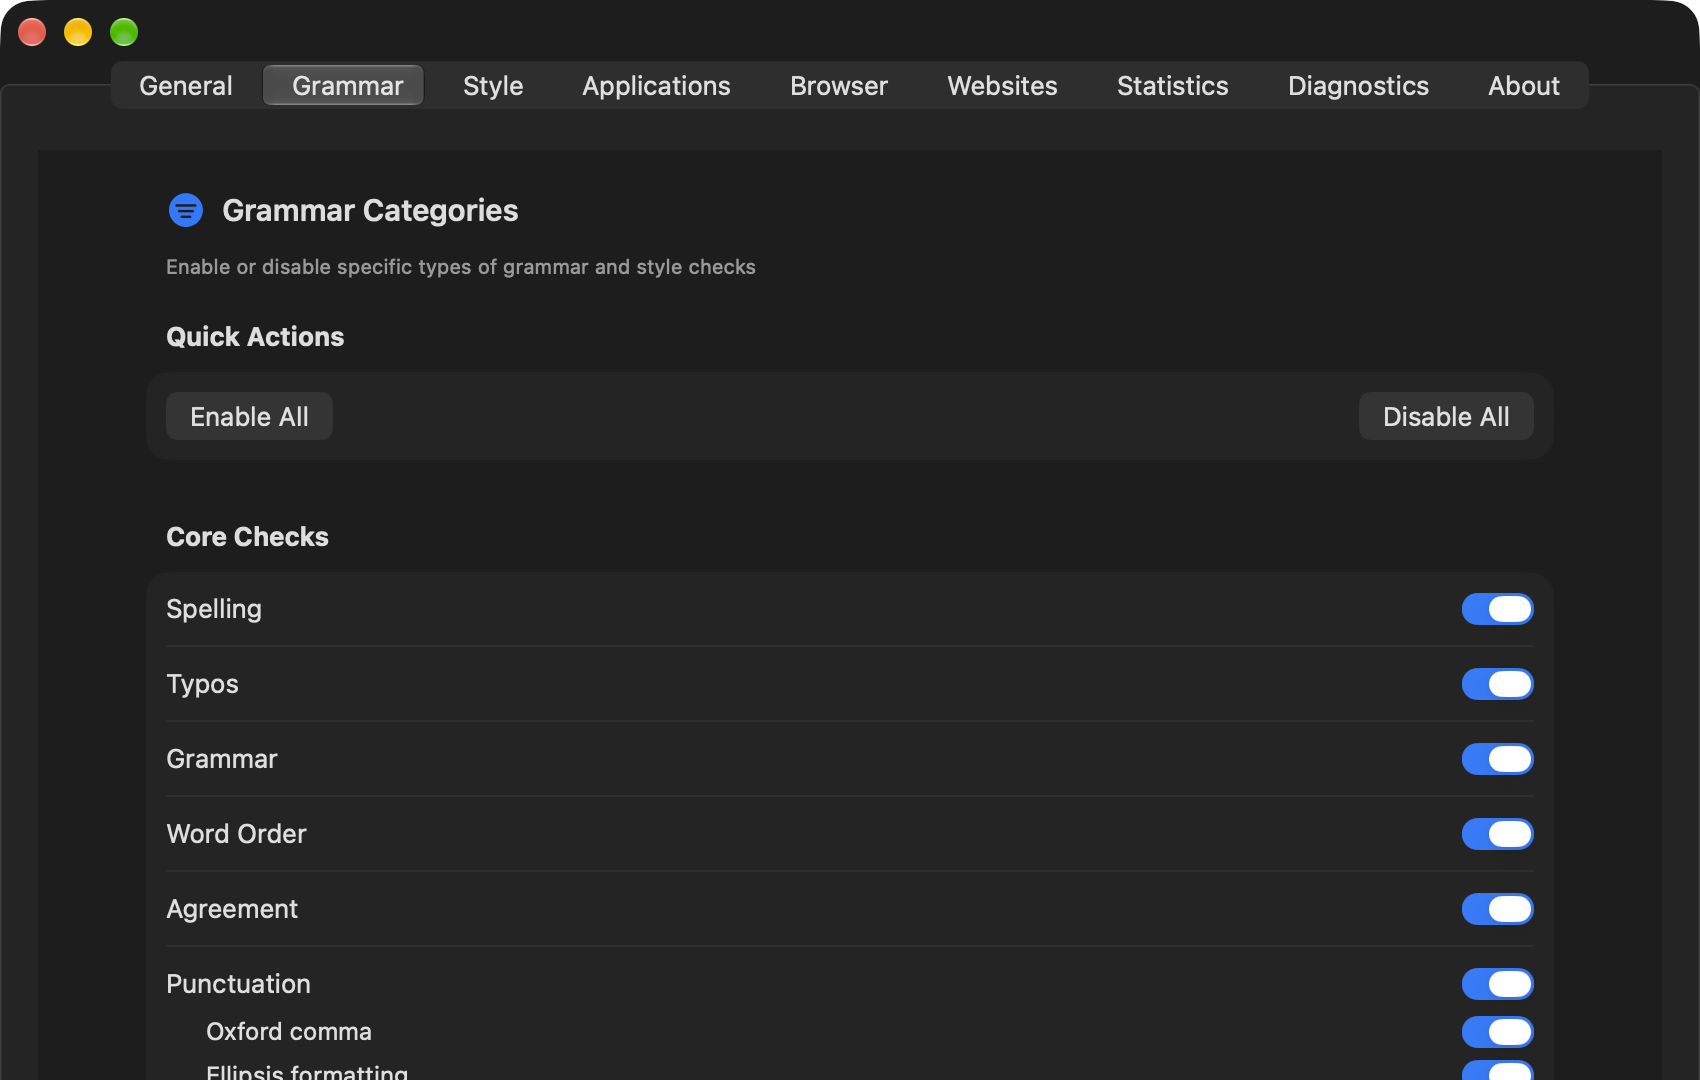 General Grammar Style Applications Browser Websites Statistics Diagnostics About
Grammar Categories
Enable or disable specific types of grammar and style checks
Quick Actions
Enable All Disable All
Core Checks
Spelling
Typos
Grammar
Word Order
Agreement
Punctuation
Oxford comma
Ellipsis formatting